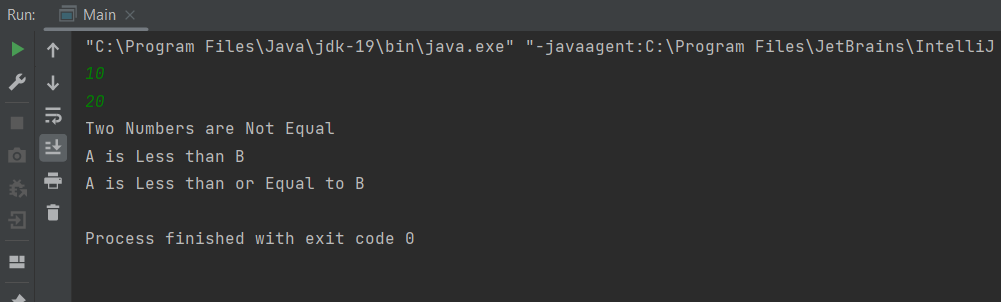 Run: Main
"C:\Program Files\Java\jdk-19\bin\java.exe" "-javaagent:C:\Program Files\JetBrains\IntelliJ
10
20
Two Numbers are Not Equal
A is Less than B
A is Less than or Equal to B
Process finished with exit code 0